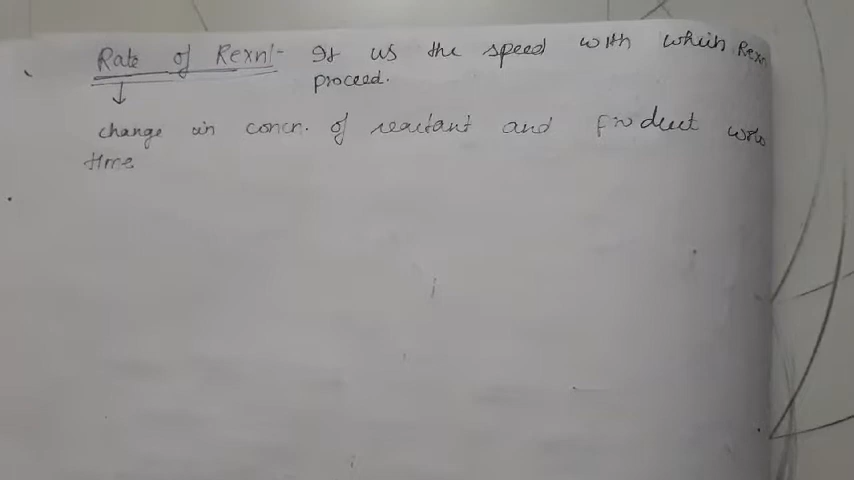 Rate of Rexn:- It is the speed with which Rexn
proceed.
change in concn. of reactant and product w.r.to
time